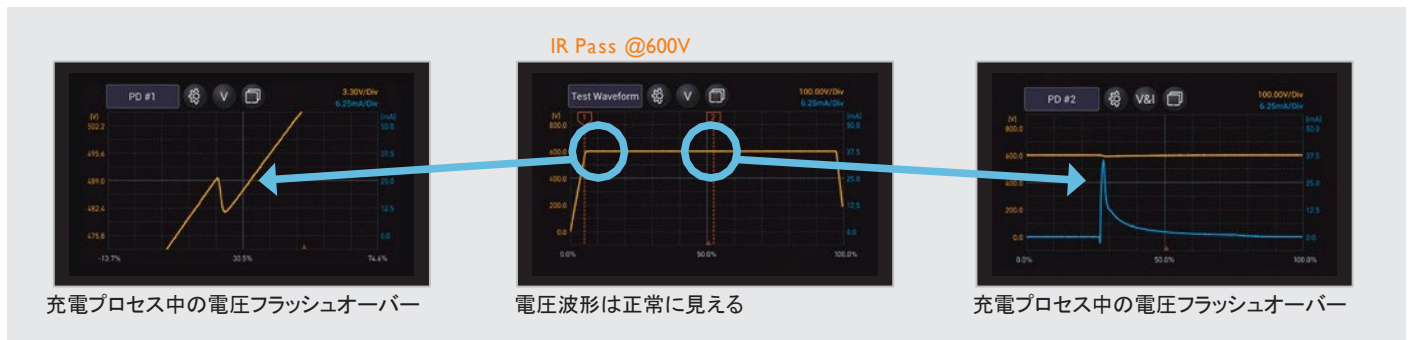 IR Pass @600V
PD #1
V
3.30V/Div
6.25mA/Div
[V]
[mA]
502.2
50.0
495.6
37.5
489.0
25.0
482.4
12.5
475.8
0.0
-13.7%
30.5%
74.6%
充電プロセス中の電圧フラッシュオーバー
Test Waveform
V
100.00V/Div
6.25mA/Div
[V]
1
2
[mA]
800.0
50.0
600.0
37.5
400.0
25.0
200.0
12.5
0.0
0.0
0.0%
50.0%
100.0%
電圧波形は正常に見える
PD #2
V&I
100.00V/Div
6.25mA/Div
[V]
[mA]
800.0
50.0
600.0
37.5
400.0
25.0
200.0
12.5
0.0
0.0
0.0%
50.0%
100.0%
充電プロセス中の電圧フラッシュオーバー